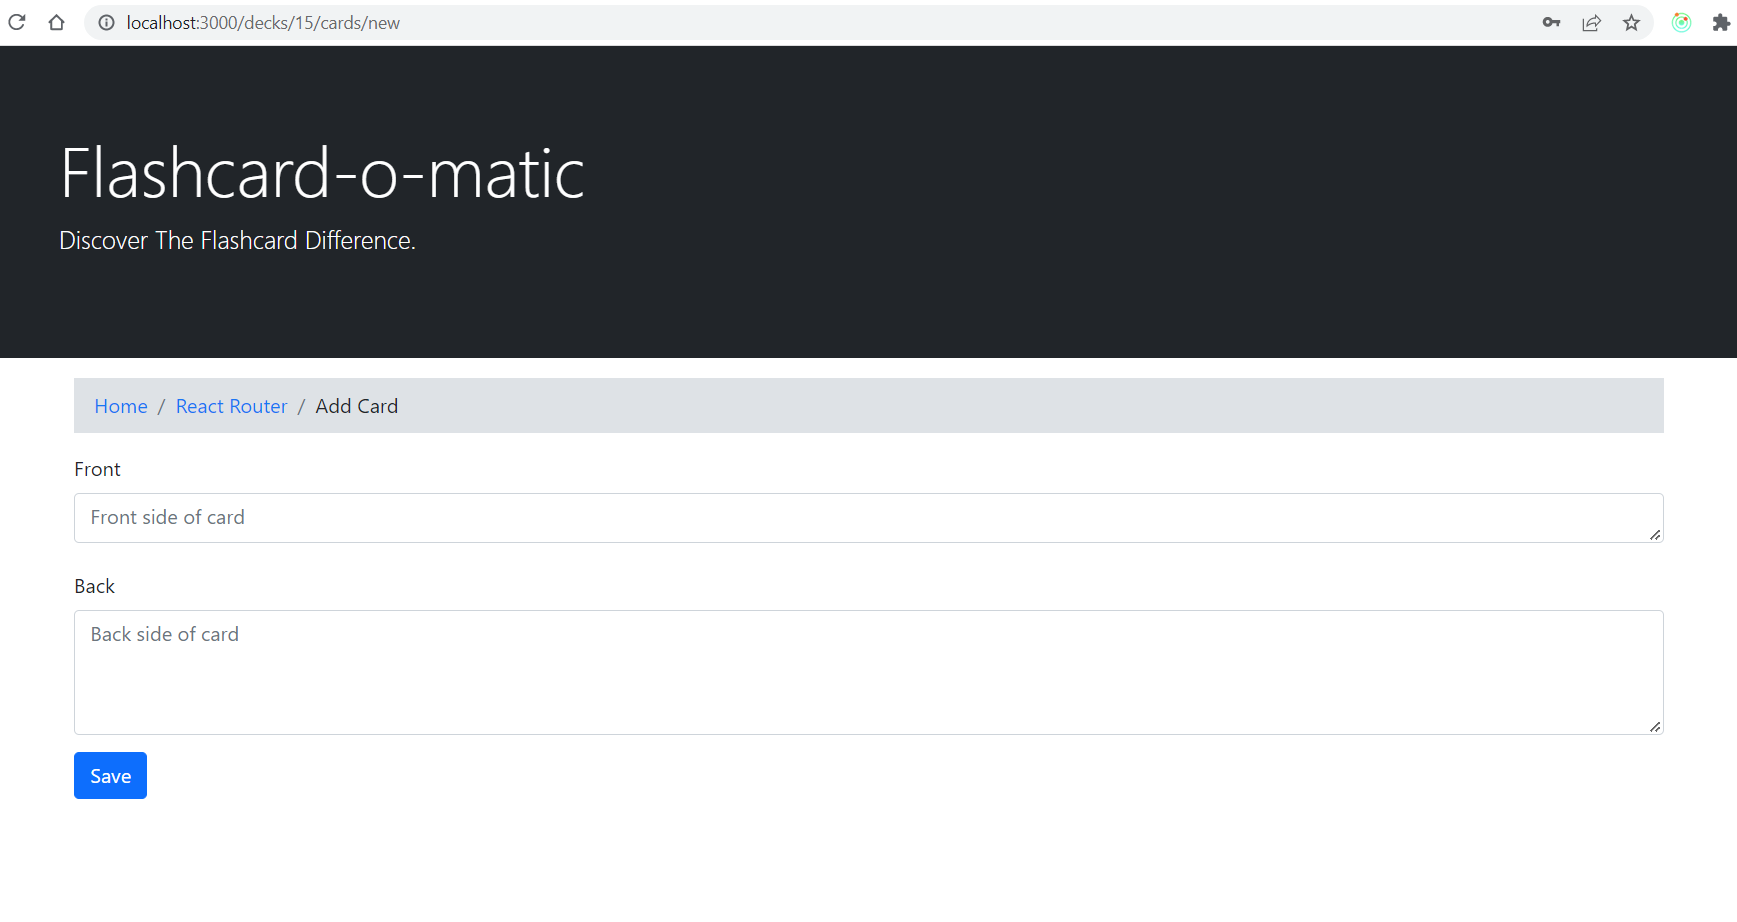 localhost:3000/decks/15/cards/new
Flashcard-o-matic
Discover The Flashcard Difference.
Home / React Router / Add Card
Front
Front side of card
Back
Back side of card
Save